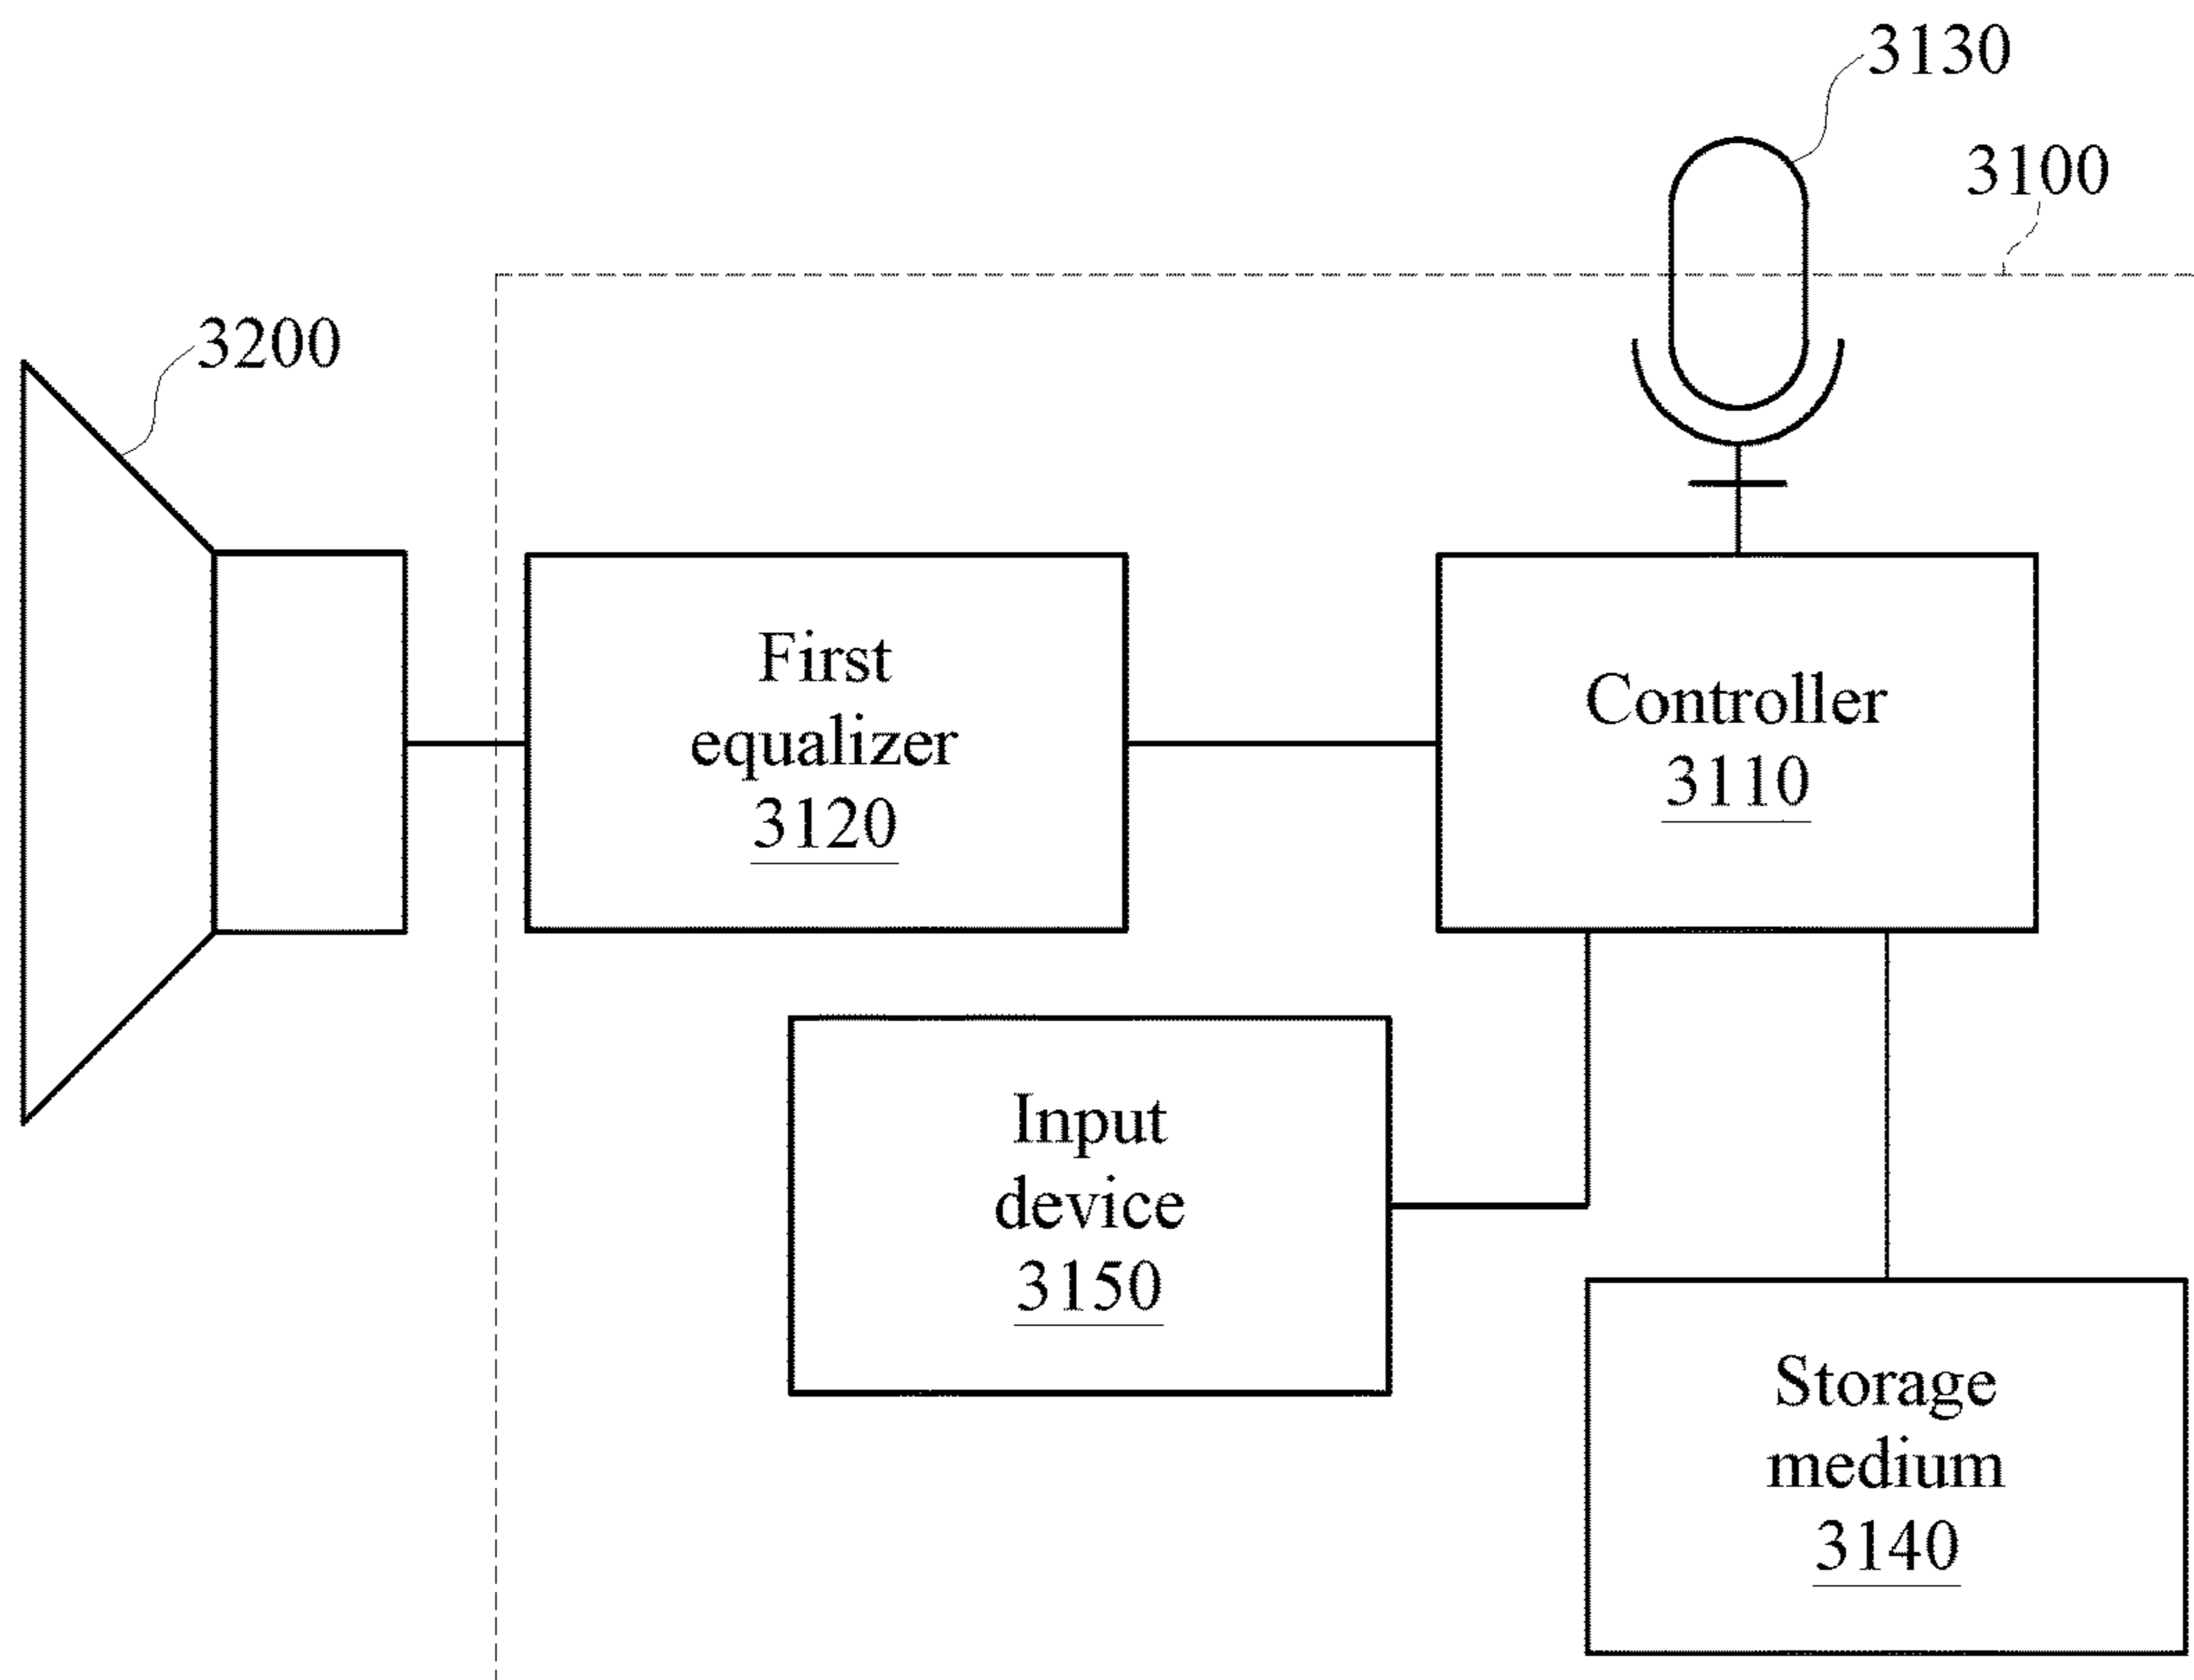 3130
3100
3200
First
equalizer
3120
Controller
3110
Input
device
3150
Storage
medium
3140